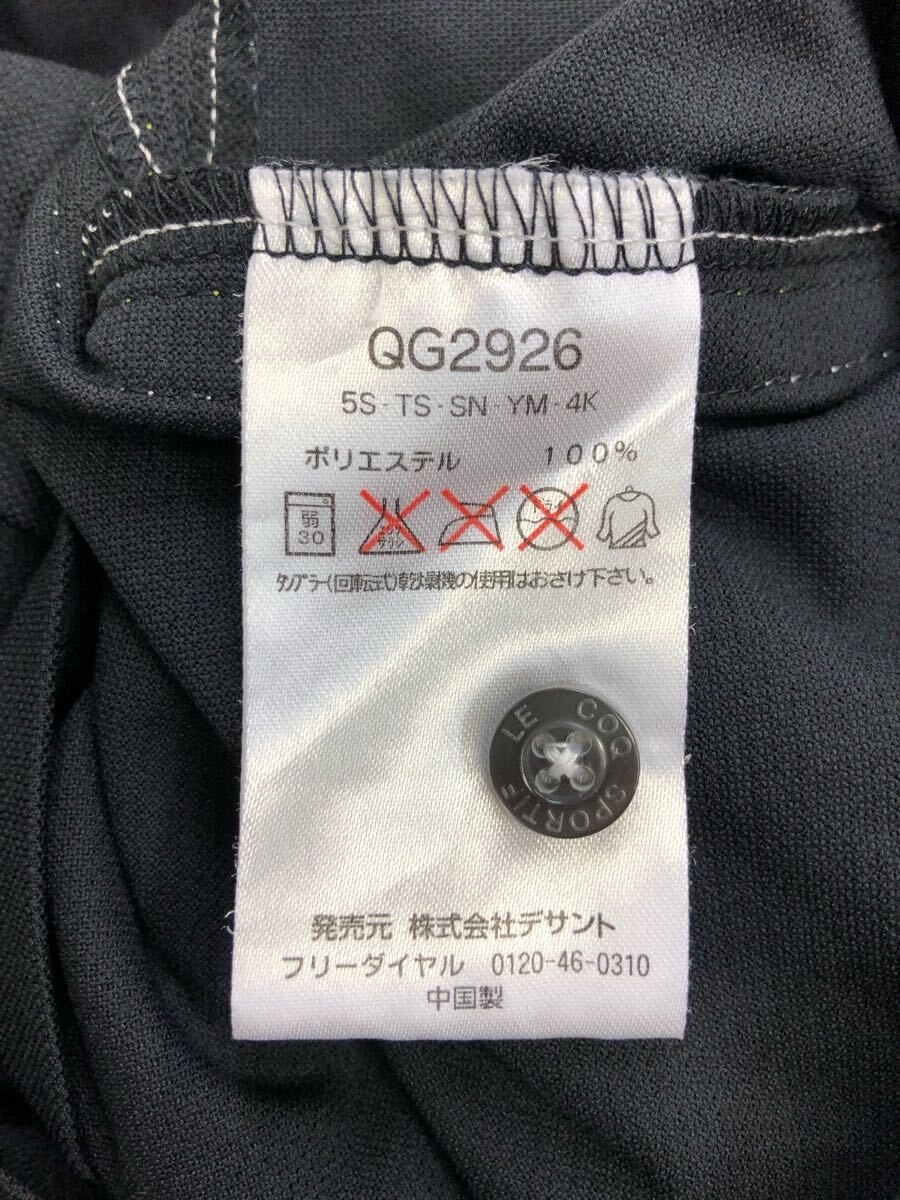 QG2926
5S-TS-SN-YM-4K
ポリエステル 100%
弱
30
タンブラー(回転式)乾燥機の使用はおさけ下さい。
LE COQ SPORTIF
発売元 株式会社デサント
フリーダイヤル 0120-46-0310
中国製